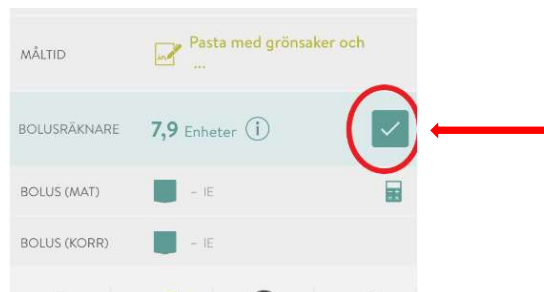 MÅLTID
Pasta med grönsaker och
...
BOLUSRÄKNARE 7,9 Enheter i
BOLUS (MAT) – IE
BOLUS (KORR) – IE